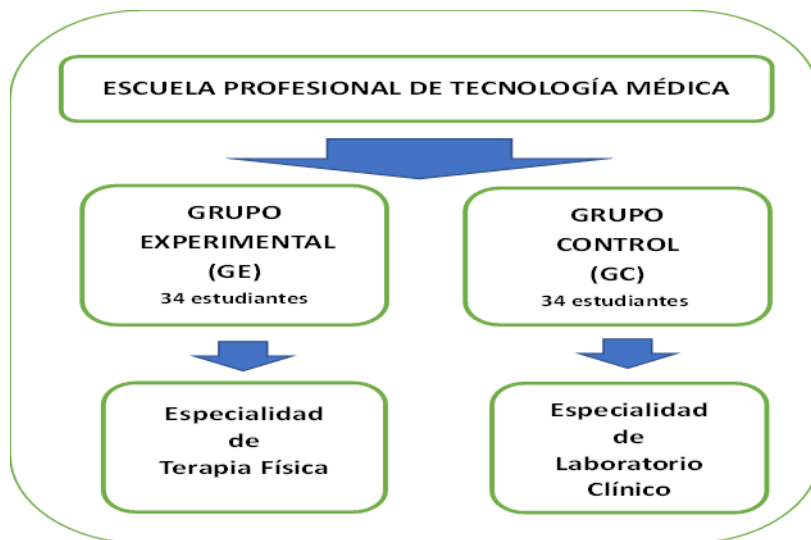 ESCUELA PROFESIONAL DE TECNOLOGÍA MÉDICA
GRUPO
EXPERIMENTAL
(GE)
34 estudiantes
GRUPO
CONTROL
(GC)
34 estudiantes
Especialidad
de
Terapia Física
Especialidad
de
Laboratorio
Clínico